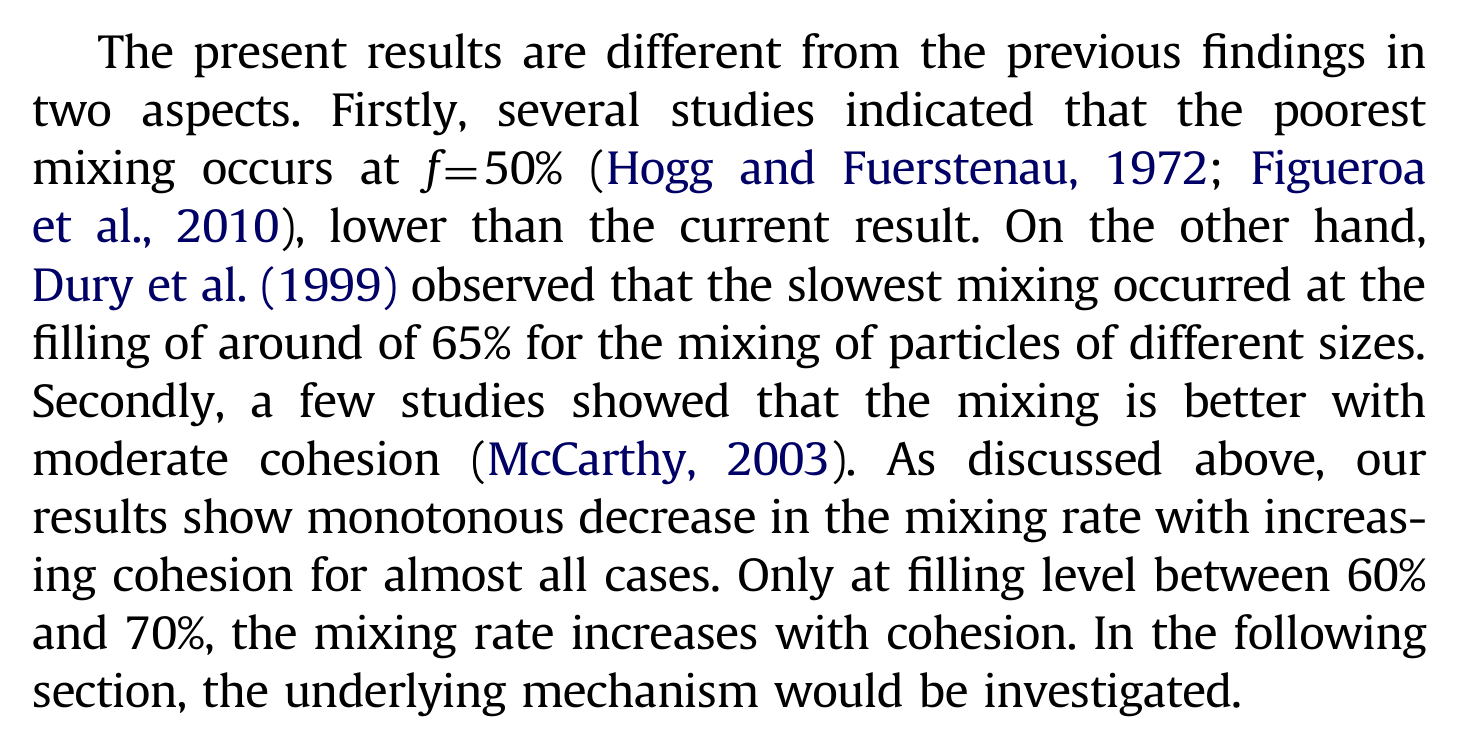 The present results are different from the previous findings in
two aspects. Firstly, several studies indicated that the poorest
mixing occurs at f=50% (Hogg and Fuerstenau, 1972; Figueroa
et al., 2010), lower than the current result. On the other hand,
Dury et al. (1999) observed that the slowest mixing occurred at the
filling of around of 65% for the mixing of particles of different sizes.
Secondly, a few studies showed that the mixing is better with
moderate cohesion (McCarthy, 2003). As discussed above, our
results show monotonous decrease in the mixing rate with increas-
ing cohesion for almost all cases. Only at filling level between 60%
and 70%, the mixing rate increases with cohesion. In the following
section, the underlying mechanism would be investigated.